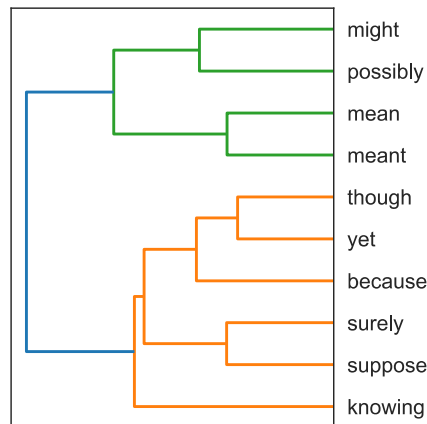 might
possibly
mean
meant
though
yet
because
surely
suppose
knowing